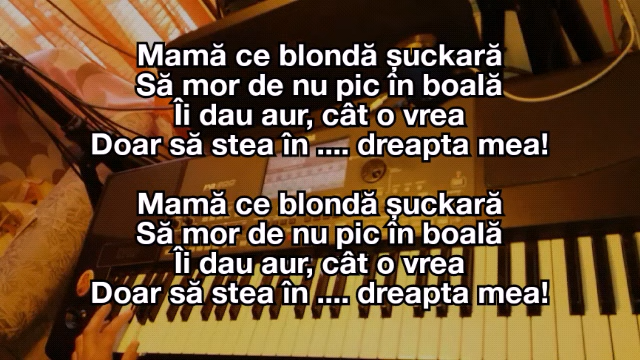 Mamă ce blondă șuckară
Să mor de nu pic în boală
Îi dau aur, cât o vrea
Doar să stea în .... dreapta mea!
Mamă ce blondă șuckară
Să mor de nu pic în boală
Îi dau aur, cât o vrea
Doar să stea în .... dreapta mea!